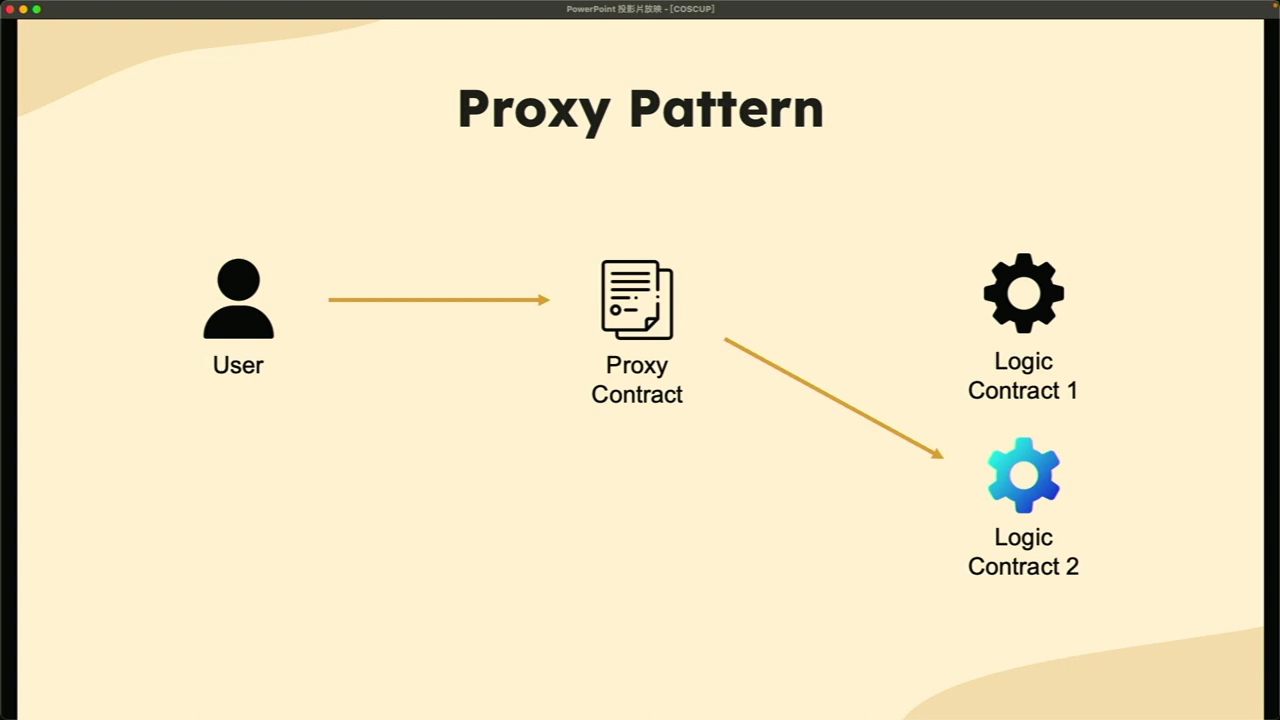 PowerPoint 投影片放映 - [COSCUP]
Proxy Pattern
User
Proxy
Contract
Logic
Contract 1
Logic
Contract 2